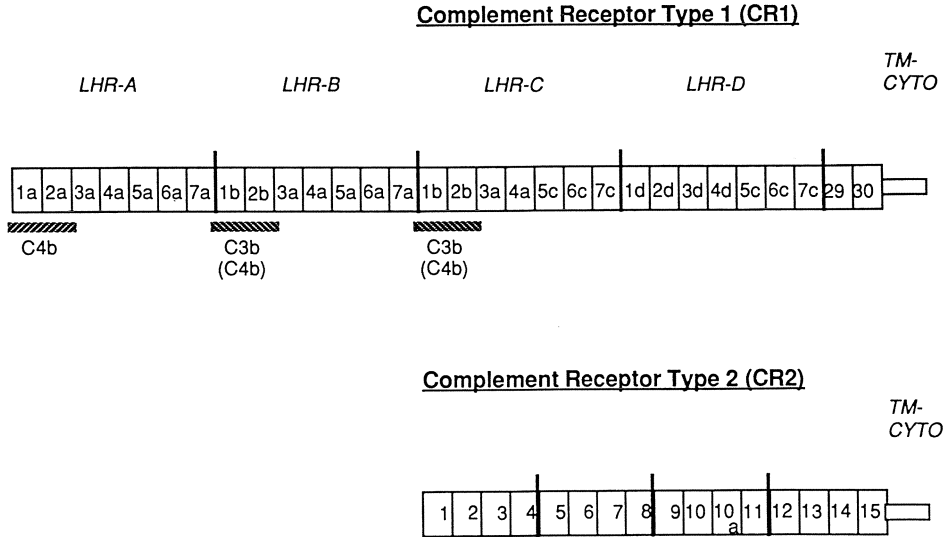 Complement Receptor Type 1 (CR1)
TM-
CYTO
LHR-A LHR-B LHR-C LHR-D
1a 2a 3a 4a 5a 6a 7a 1b 2b 3a 4a 5a 6a 7a 1b 2b 3a 4a 5c 6c 7c 1d 2d 3d 4d 5c 6c 7c 29 30
C4b C3b C3b
(C4b) (C4b)
Complement Receptor Type 2 (CR2)
TM-
CYTO
1 2 3 4 5 6 7 8 9 10 10 11 12 13 14 15
a